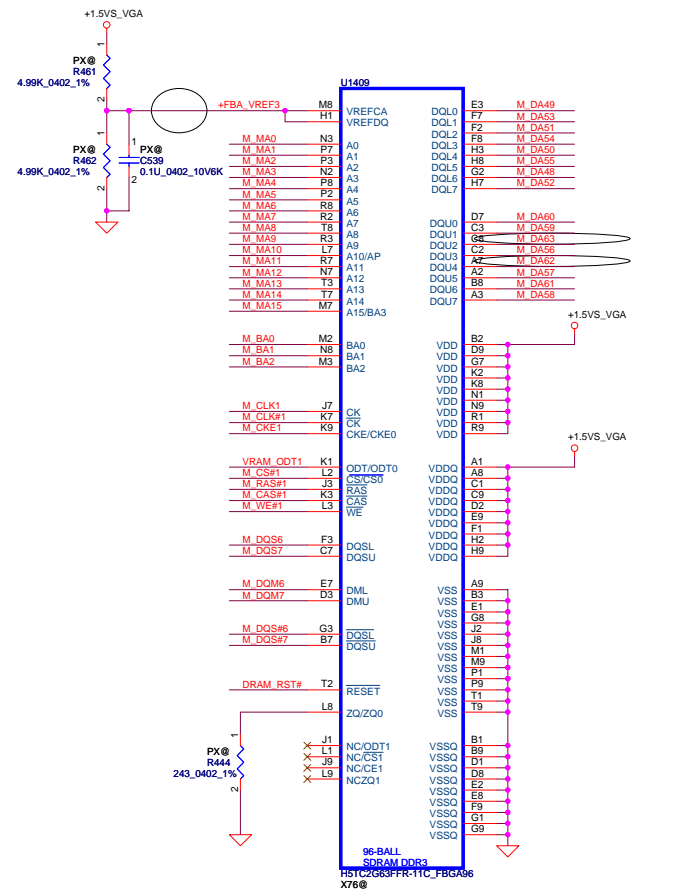 +1.5VS_VGA
1
PX@
R461
4.99K_0402_1%
2
1
PX@
R462
4.99K_0402_1%
2
1
PX@
C539
0.1U_0402_10V6K
2
+FBA_VREF3
U1409
M8 VREFCA
H1 VREFDQ
M_MA0 N3 A0
M_MA1 P7 A1
M_MA2 P3 A2
M_MA3 N2 A3
M_MA4 P8 A4
M_MA5 P2 A5
M_MA6 R8 A6
M_MA7 R2 A7
M_MA8 T8 A8
M_MA9 R3 A9
M_MA10 L7 A10/AP
M_MA11 R7 A11
M_MA12 N7 A12
M_MA13 T3 A13
M_MA14 T7 A14
M_MA15 M7 A15/BA3
M_BA0 M2 BA0
M_BA1 N8 BA1
M_BA2 M3 BA2
M_CLK1 J7 CK
M_CLK#1 K7 CK
M_CKE1 K9 CKE/CKE0
VRAM_ODT1 K1 ODT/ODT0
M_CS#1 L2 CS/CS0
M_RAS#1 J3 RAS
M_CAS#1 K3 CAS
M_WE#1 L3 WE
M_DQS6 F3 DQSL
M_DQS7 C7 DQSU
M_DQM6 E7 DML
M_DQM7 D3 DMU
M_DQS#6 G3 DQSL
M_DQS#7 B7 DQSU
DRAM_RST# T2 RESET
L8 ZQ/ZQ0
1
PX@
R444
243_0402_1%
2
J1 NC/ODT1
L1 NC/CS1
J9 NC/CE1
L9 NCZQ1
DQL0 E3 M_DA49
DQL1 F7 M_DA53
DQL2 F2 M_DA51
DQL3 F8 M_DA54
DQL4 H3 M_DA50
DQL5 H8 M_DA55
DQL6 G2 M_DA48
DQL7 H7 M_DA52
DQU0 D7 M_DA60
DQU1 C3 M_DA59
DQU2 C8 M_DA63
DQU3 C2 M_DA56
DQU4 A7 M_DA62
DQU5 A2 M_DA57
DQU6 B8 M_DA61
DQU7 A3 M_DA58
+1.5VS_VGA
VDD B2
VDD D9
VDD G7
VDD K2
VDD K8
VDD N1
VDD N9
VDD R1
VDD R9
+1.5VS_VGA
VDDQ A1
VDDQ A8
VDDQ C1
VDDQ C9
VDDQ D2
VDDQ E9
VDDQ F1
VDDQ H2
VDDQ H9
VSS A9
VSS B3
VSS E1
VSS G8
VSS J2
VSS J8
VSS M1
VSS M9
VSS P1
VSS P9
VSS T1
VSS T9
VSSQ B1
VSSQ B9
VSSQ D1
VSSQ D8
VSSQ E2
VSSQ E8
VSSQ F9
VSSQ G1
VSSQ G9
96-BALL
SDRAM DDR3
H5TC2G63FFR-11C_FBGA96
X76@